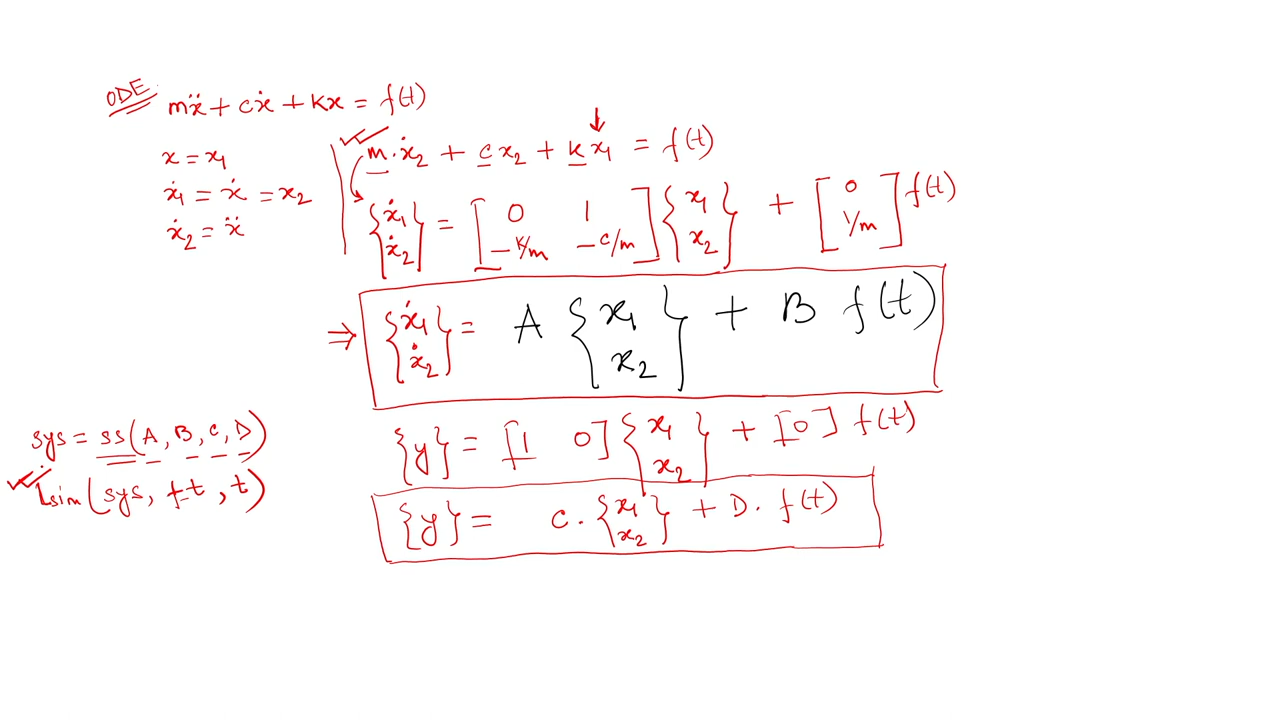 ODE
mẍ + cẋ + kx = f(t)
x = x₁
ẋ₁ = ẋ = x₂
ẋ₂ = ẍ
m·ẋ₂ + c x₂ + k x₁ = f(t)
{ẋ₁ ẋ₂} = [0 1 -k/m -c/m] {x₁ x₂} + [0 1/m] f(t)
⇒ {ẋ₁ ẋ₂} = A {x₁ x₂} + B f(t)
{y} = [1 0] {x₁ x₂} + [0] f(t)
{y} = C. {x₁ x₂} + D. f(t)
sys = ss(A, B, C, D)
Lsim(sys, ft, t)